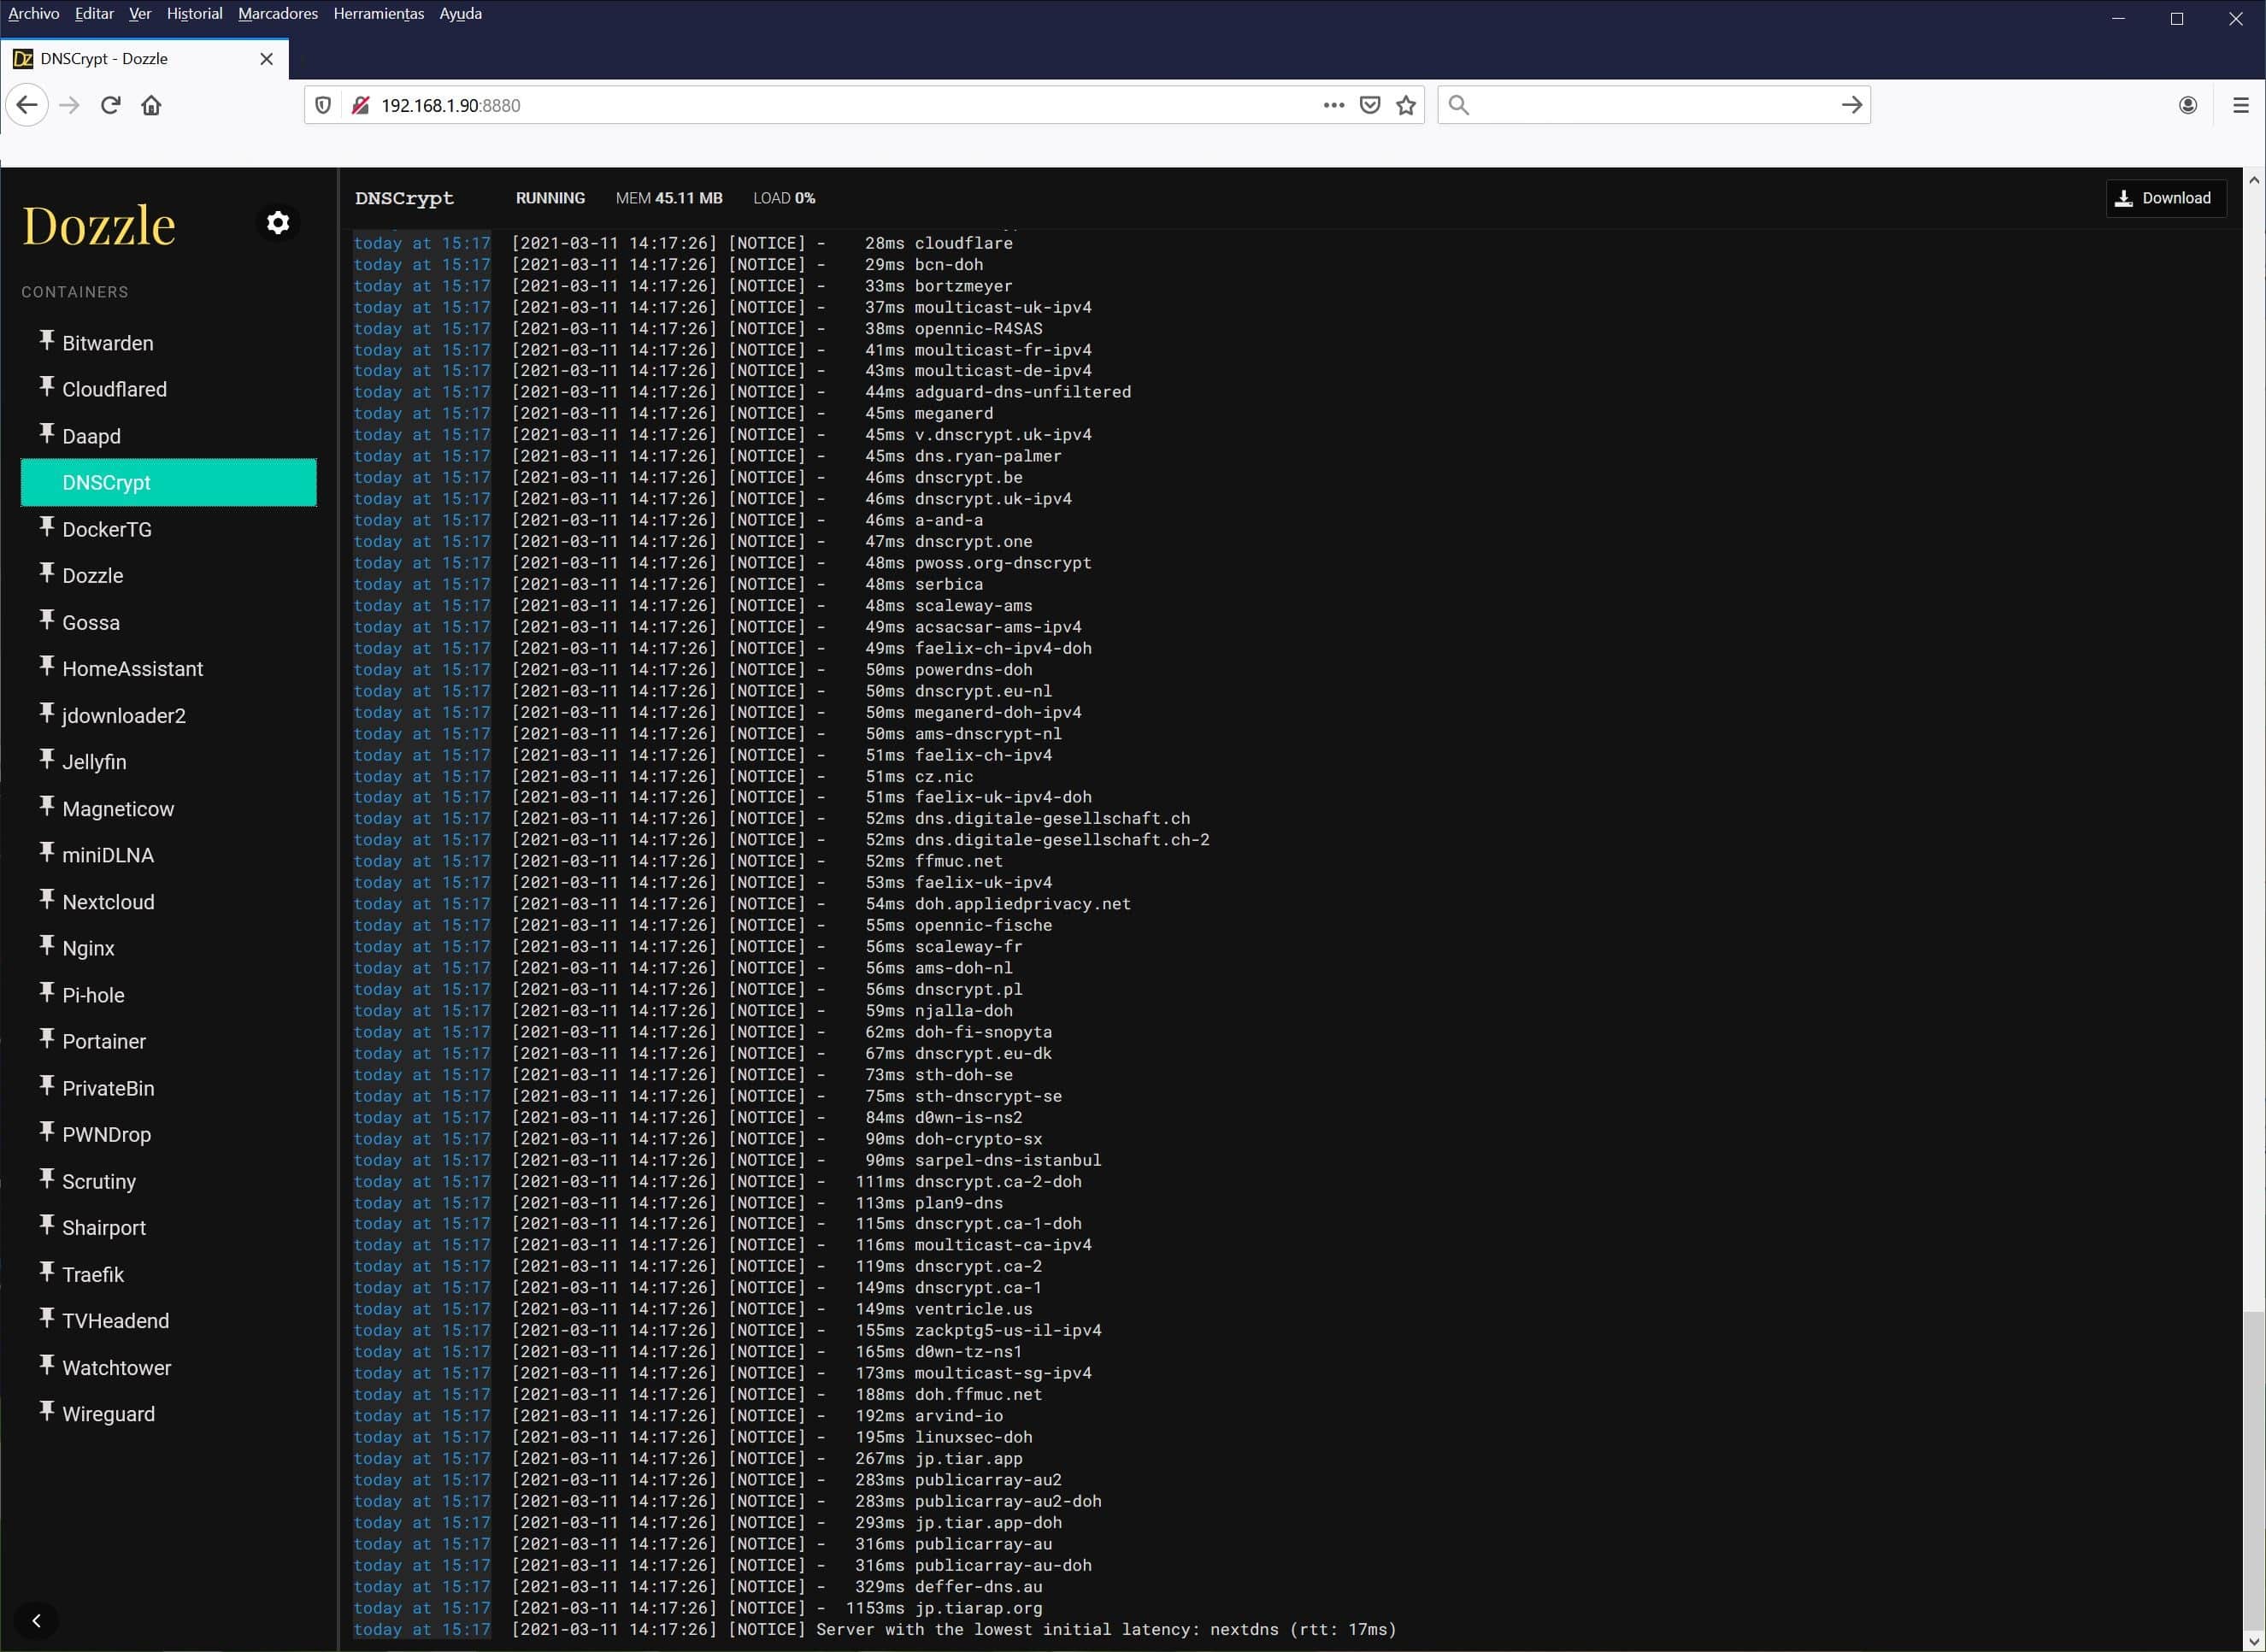 Archivo Editar Ver Historial Marcadores Herramientas Ayuda
DNSCrypt - Dozzle
192.168.1.90:8880
Dozzle
CONTAINERS
Bitwarden
Cloudflared
Daapd
DNSCrypt
DockerTG
Dozzle
Gossa
HomeAssistant
jdownloader2
Jellyfin
Magneticow
miniDLNA
Nextcloud
Nginx
Pi-hole
Portainer
PrivateBin
PWNDrop
Scrutiny
Shairport
Traefik
TVHeadend
Watchtower
Wireguard
DNSCrypt RUNNING MEM 45.11 MB LOAD 0% Download
today at 15:17 [2021-03-11 14:17:26] [NOTICE] - 28ms cloudflare
today at 15:17 [2021-03-11 14:17:26] [NOTICE] - 29ms bcn-doh
today at 15:17 [2021-03-11 14:17:26] [NOTICE] - 33ms bortzmeyer
today at 15:17 [2021-03-11 14:17:26] [NOTICE] - 37ms moulticast-uk-ipv4
today at 15:17 [2021-03-11 14:17:26] [NOTICE] - 38ms opennic-R4SAS
today at 15:17 [2021-03-11 14:17:26] [NOTICE] - 41ms moulticast-fr-ipv4
today at 15:17 [2021-03-11 14:17:26] [NOTICE] - 43ms moulticast-de-ipv4
today at 15:17 [2021-03-11 14:17:26] [NOTICE] - 44ms adguard-dns-unfiltered
today at 15:17 [2021-03-11 14:17:26] [NOTICE] - 45ms meganerd
today at 15:17 [2021-03-11 14:17:26] [NOTICE] - 45ms v.dnscrypt.uk-ipv4
today at 15:17 [2021-03-11 14:17:26] [NOTICE] - 45ms dns.ryan-palmer
today at 15:17 [2021-03-11 14:17:26] [NOTICE] - 46ms dnscrypt.be
today at 15:17 [2021-03-11 14:17:26] [NOTICE] - 46ms dnscrypt.uk-ipv4
today at 15:17 [2021-03-11 14:17:26] [NOTICE] - 46ms a-and-a
today at 15:17 [2021-03-11 14:17:26] [NOTICE] - 47ms dnscrypt.one
today at 15:17 [2021-03-11 14:17:26] [NOTICE] - 48ms pwoss.org-dnscrypt
today at 15:17 [2021-03-11 14:17:26] [NOTICE] - 48ms serbica
today at 15:17 [2021-03-11 14:17:26] [NOTICE] - 48ms scaleway-ams
today at 15:17 [2021-03-11 14:17:26] [NOTICE] - 49ms acsacsar-ams-ipv4
today at 15:17 [2021-03-11 14:17:26] [NOTICE] - 49ms faelix-ch-ipv4-doh
today at 15:17 [2021-03-11 14:17:26] [NOTICE] - 50ms powerdns-doh
today at 15:17 [2021-03-11 14:17:26] [NOTICE] - 50ms dnscrypt.eu-nl
today at 15:17 [2021-03-11 14:17:26] [NOTICE] - 50ms meganerd-doh-ipv4
today at 15:17 [2021-03-11 14:17:26] [NOTICE] - 50ms ams-dnscrypt-nl
today at 15:17 [2021-03-11 14:17:26] [NOTICE] - 51ms faelix-ch-ipv4
today at 15:17 [2021-03-11 14:17:26] [NOTICE] - 51ms cz.nic
today at 15:17 [2021-03-11 14:17:26] [NOTICE] - 51ms faelix-uk-ipv4-doh
today at 15:17 [2021-03-11 14:17:26] [NOTICE] - 52ms dns.digitale-gesellschaft.ch
today at 15:17 [2021-03-11 14:17:26] [NOTICE] - 52ms dns.digitale-gesellschaft.ch-2
today at 15:17 [2021-03-11 14:17:26] [NOTICE] - 52ms ffmuc.net
today at 15:17 [2021-03-11 14:17:26] [NOTICE] - 53ms faelix-uk-ipv4
today at 15:17 [2021-03-11 14:17:26] [NOTICE] - 54ms doh.appliedprivacy.net
today at 15:17 [2021-03-11 14:17:26] [NOTICE] - 55ms opennic-fische
today at 15:17 [2021-03-11 14:17:26] [NOTICE] - 56ms scaleway-fr
today at 15:17 [2021-03-11 14:17:26] [NOTICE] - 56ms ams-doh-nl
today at 15:17 [2021-03-11 14:17:26] [NOTICE] - 56ms dnscrypt.pl
today at 15:17 [2021-03-11 14:17:26] [NOTICE] - 59ms njalla-doh
today at 15:17 [2021-03-11 14:17:26] [NOTICE] - 62ms doh-fi-snopyta
today at 15:17 [2021-03-11 14:17:26] [NOTICE] - 67ms dnscrypt.eu-dk
today at 15:17 [2021-03-11 14:17:26] [NOTICE] - 73ms sth-doh-se
today at 15:17 [2021-03-11 14:17:26] [NOTICE] - 75ms sth-dnscrypt-se
today at 15:17 [2021-03-11 14:17:26] [NOTICE] - 84ms d0wn-is-ns2
today at 15:17 [2021-03-11 14:17:26] [NOTICE] - 90ms doh-crypto-sx
today at 15:17 [2021-03-11 14:17:26] [NOTICE] - 90ms sarpel-dns-istanbul
today at 15:17 [2021-03-11 14:17:26] [NOTICE] - 111ms dnscrypt.ca-2-doh
today at 15:17 [2021-03-11 14:17:26] [NOTICE] - 113ms plan9-dns
today at 15:17 [2021-03-11 14:17:26] [NOTICE] - 115ms dnscrypt.ca-1-doh
today at 15:17 [2021-03-11 14:17:26] [NOTICE] - 116ms moulticast-ca-ipv4
today at 15:17 [2021-03-11 14:17:26] [NOTICE] - 119ms dnscrypt.ca-2
today at 15:17 [2021-03-11 14:17:26] [NOTICE] - 149ms dnscrypt.ca-1
today at 15:17 [2021-03-11 14:17:26] [NOTICE] - 149ms ventricle.us
today at 15:17 [2021-03-11 14:17:26] [NOTICE] - 155ms zackptg5-us-il-ipv4
today at 15:17 [2021-03-11 14:17:26] [NOTICE] - 165ms d0wn-tz-ns1
today at 15:17 [2021-03-11 14:17:26] [NOTICE] - 173ms moulticast-sg-ipv4
today at 15:17 [2021-03-11 14:17:26] [NOTICE] - 188ms doh.ffmuc.net
today at 15:17 [2021-03-11 14:17:26] [NOTICE] - 192ms arvind-io
today at 15:17 [2021-03-11 14:17:26] [NOTICE] - 195ms linuxsec-doh
today at 15:17 [2021-03-11 14:17:26] [NOTICE] - 267ms jp.tiar.app
today at 15:17 [2021-03-11 14:17:26] [NOTICE] - 283ms publicarray-au2
today at 15:17 [2021-03-11 14:17:26] [NOTICE] - 283ms publicarray-au2-doh
today at 15:17 [2021-03-11 14:17:26] [NOTICE] - 293ms jp.tiar.app-doh
today at 15:17 [2021-03-11 14:17:26] [NOTICE] - 316ms publicarray-au
today at 15:17 [2021-03-11 14:17:26] [NOTICE] - 316ms publicarray-au-doh
today at 15:17 [2021-03-11 14:17:26] [NOTICE] - 329ms deffer-dns.au
today at 15:17 [2021-03-11 14:17:26] [NOTICE] - 1153ms jp.tiarap.org
today at 15:17 [2021-03-11 14:17:26] [NOTICE] Server with the lowest initial latency: nextdns (rtt: 17ms)